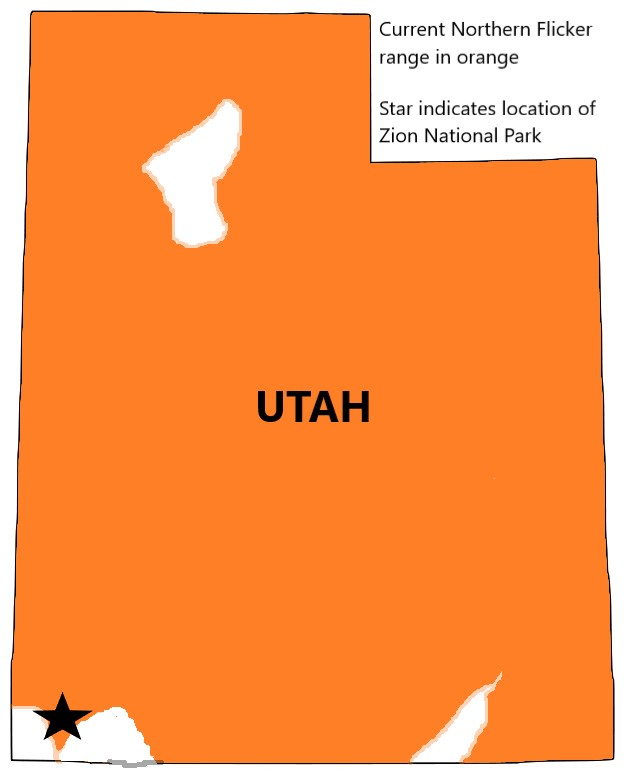 Current Northern Flicker
range in orange
Star indicates location of
Zion National Park
UTAH